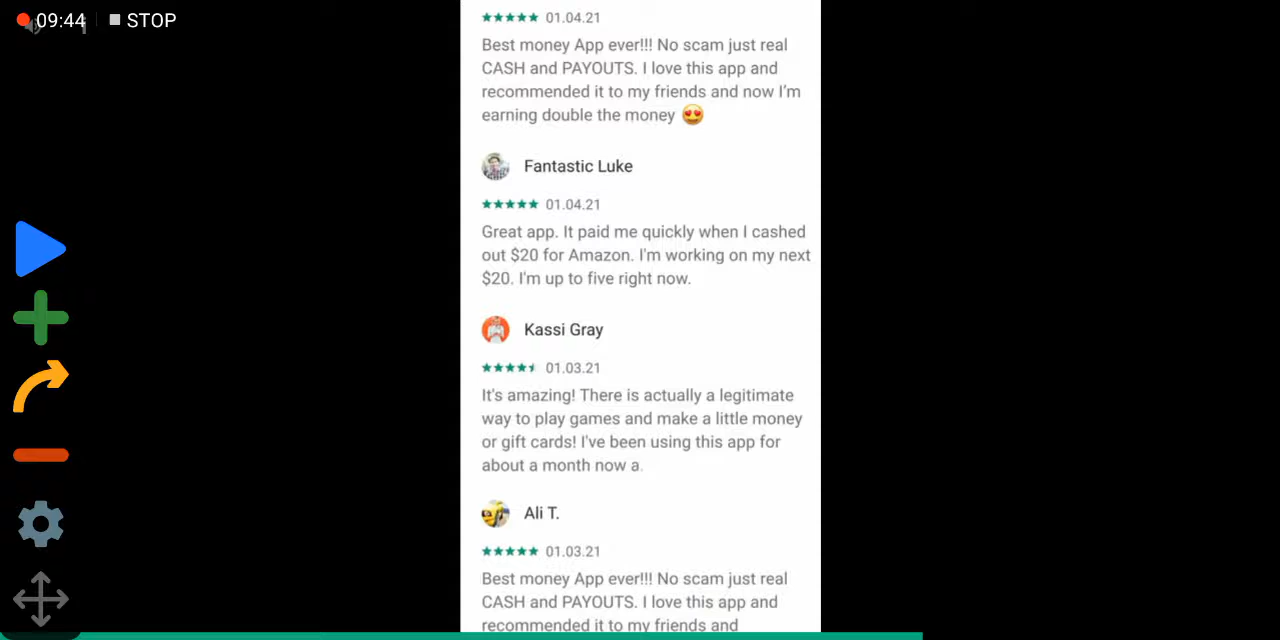 09:44 STOP
01.04.21
Best money App ever!!! No scam just real
CASH and PAYOUTS. I love this app and
recommended it to my friends and now I'm
earning double the money 😍
Fantastic Luke
01.04.21
Great app. It paid me quickly when I cashed
out $20 for Amazon. I'm working on my next
$20. I'm up to five right now.
Kassi Gray
01.03.21
It's amazing! There is actually a legitimate
way to play games and make a little money
or gift cards! I've been using this app for
about a month now a.
Ali T.
01.03.21
Best money App ever!!! No scam just real
CASH and PAYOUTS. I love this app and
recommended it to my friends and